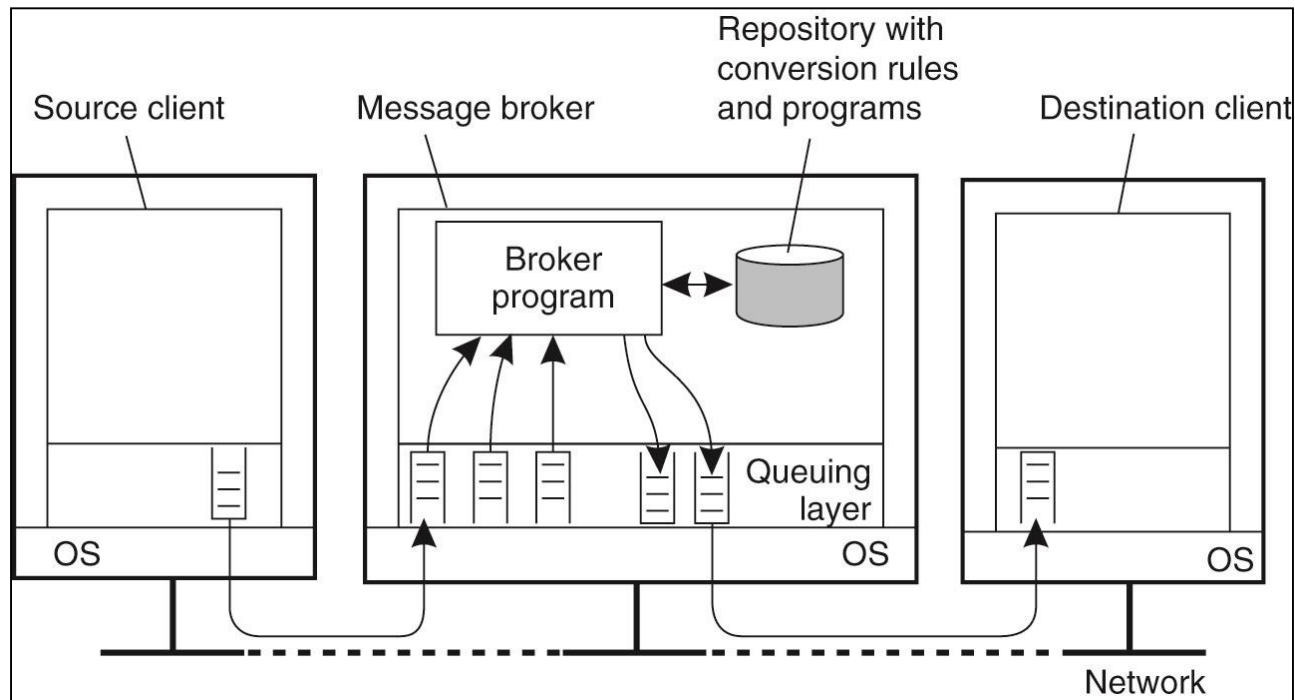 Repository with
conversion rules
and programs
Source client
Message broker
Destination client
Broker
program
Queuing
layer
OS
OS
OS
Network